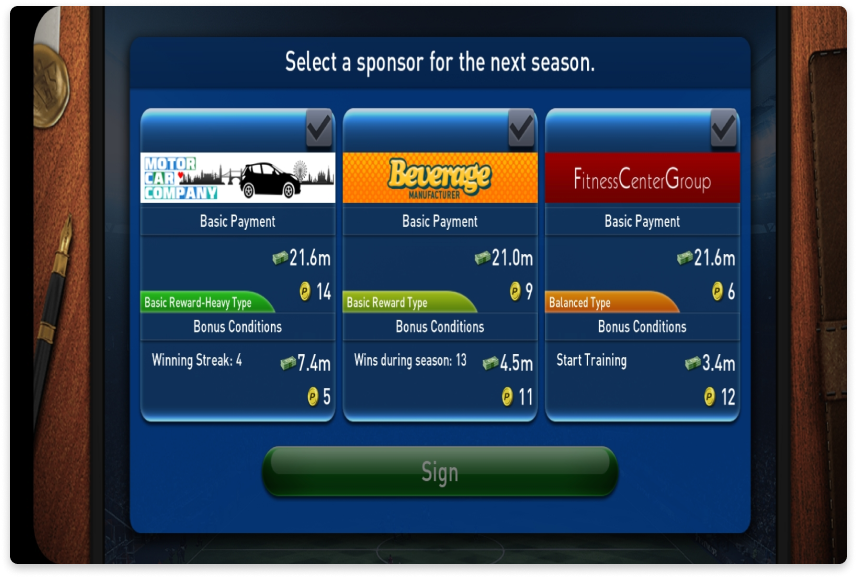 Select a sponsor for the next season.
MOTOR
CAR
COMPANY
Basic Payment
21.6m
P 14
Basic Reward-Heavy Type
Bonus Conditions
Winning Streak: 4
7.4m
P 5
Beverage
MANUFACTURER
Basic Payment
21.0m
P 9
Basic Reward Type
Bonus Conditions
Wins during season: 13
4.5m
P 11
FitnessCenterGroup
Basic Payment
21.6m
P 6
Balanced Type
Bonus Conditions
Start Training
3.4m
P 12
Sign